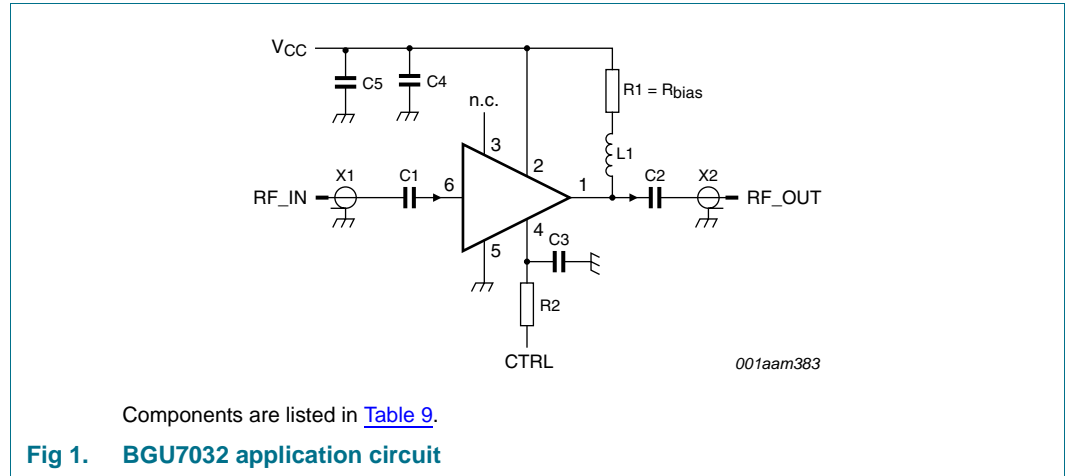 VCC
C5
C4
R1 = Rbias
n.c.
3
2
L1
X1
C1
6
1
C2
X2
RF_IN
RF_OUT
4
C3
5
R2
CTRL
001aam383
Components are listed in Table 9.
Fig 1. BGU7032 application circuit